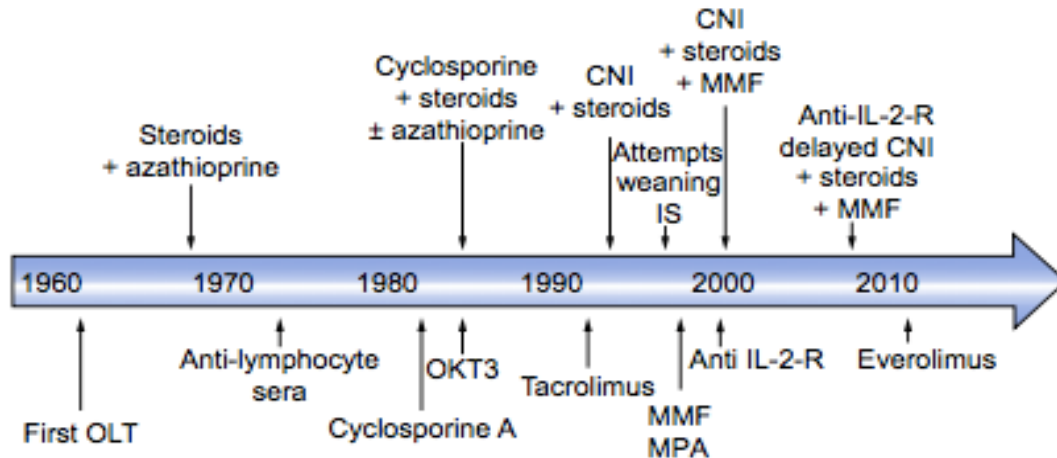 Steroids
+ azathioprine
Cyclosporine
+ steroids
± azathioprine
CNI
+ steroids
Attempts
weaning
IS
CNI
+ steroids
+ MMF
Anti-IL-2-R
delayed CNI
+ steroids
+ MMF
1960 1970 1980 1990 2000 2010
First OLT
Anti-lymphocyte
sera
Cyclosporine A
OKT3
Tacrolimus
MMF
MPA
Anti IL-2-R
Everolimus